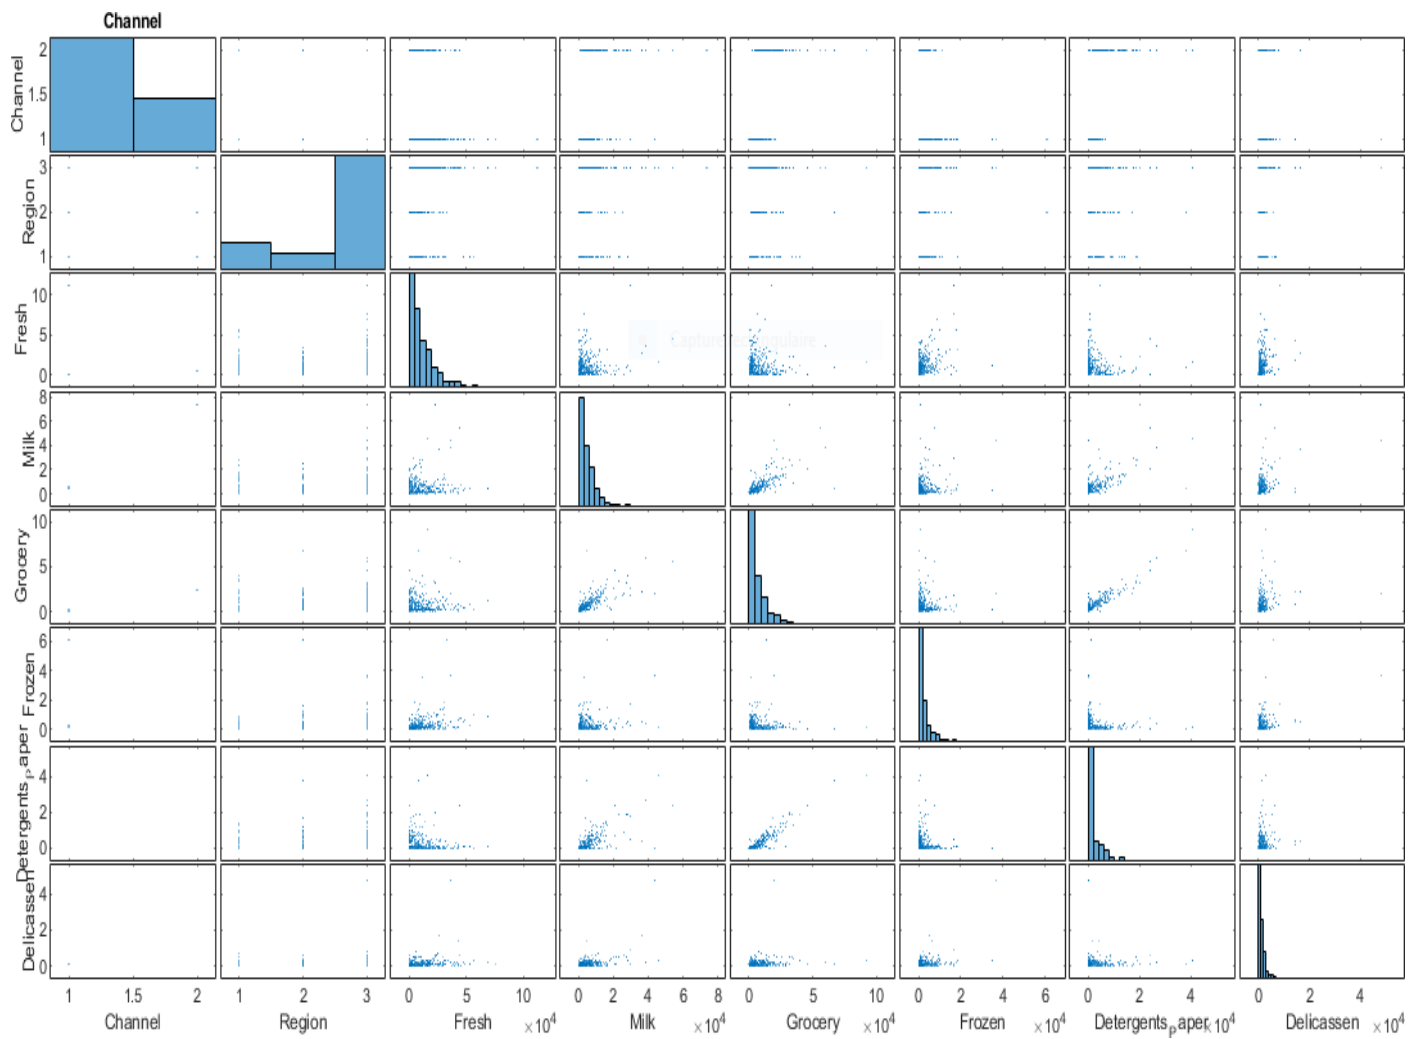 Channel
Channel
2
1.5
1
Region
3
2
1
Fresh
10
5
0
Capture rectangulaire
Milk
8
6
4
2
0
Grocery
10
5
0
Frozen
6
4
2
0
Detergents_Paper
4
2
0
Delicassen
4
2
0
1 1.5 2 1 2 3 0 5 10 0 2 4 6 8 0 5 10 0 2 4 6 0 2 4 0 2 4
Channel Region Fresh ×10⁴ Milk ×10⁴ Grocery ×10⁴ Frozen ×10⁴ Detergentsₚaper ×10⁴ Delicassen ×10⁴